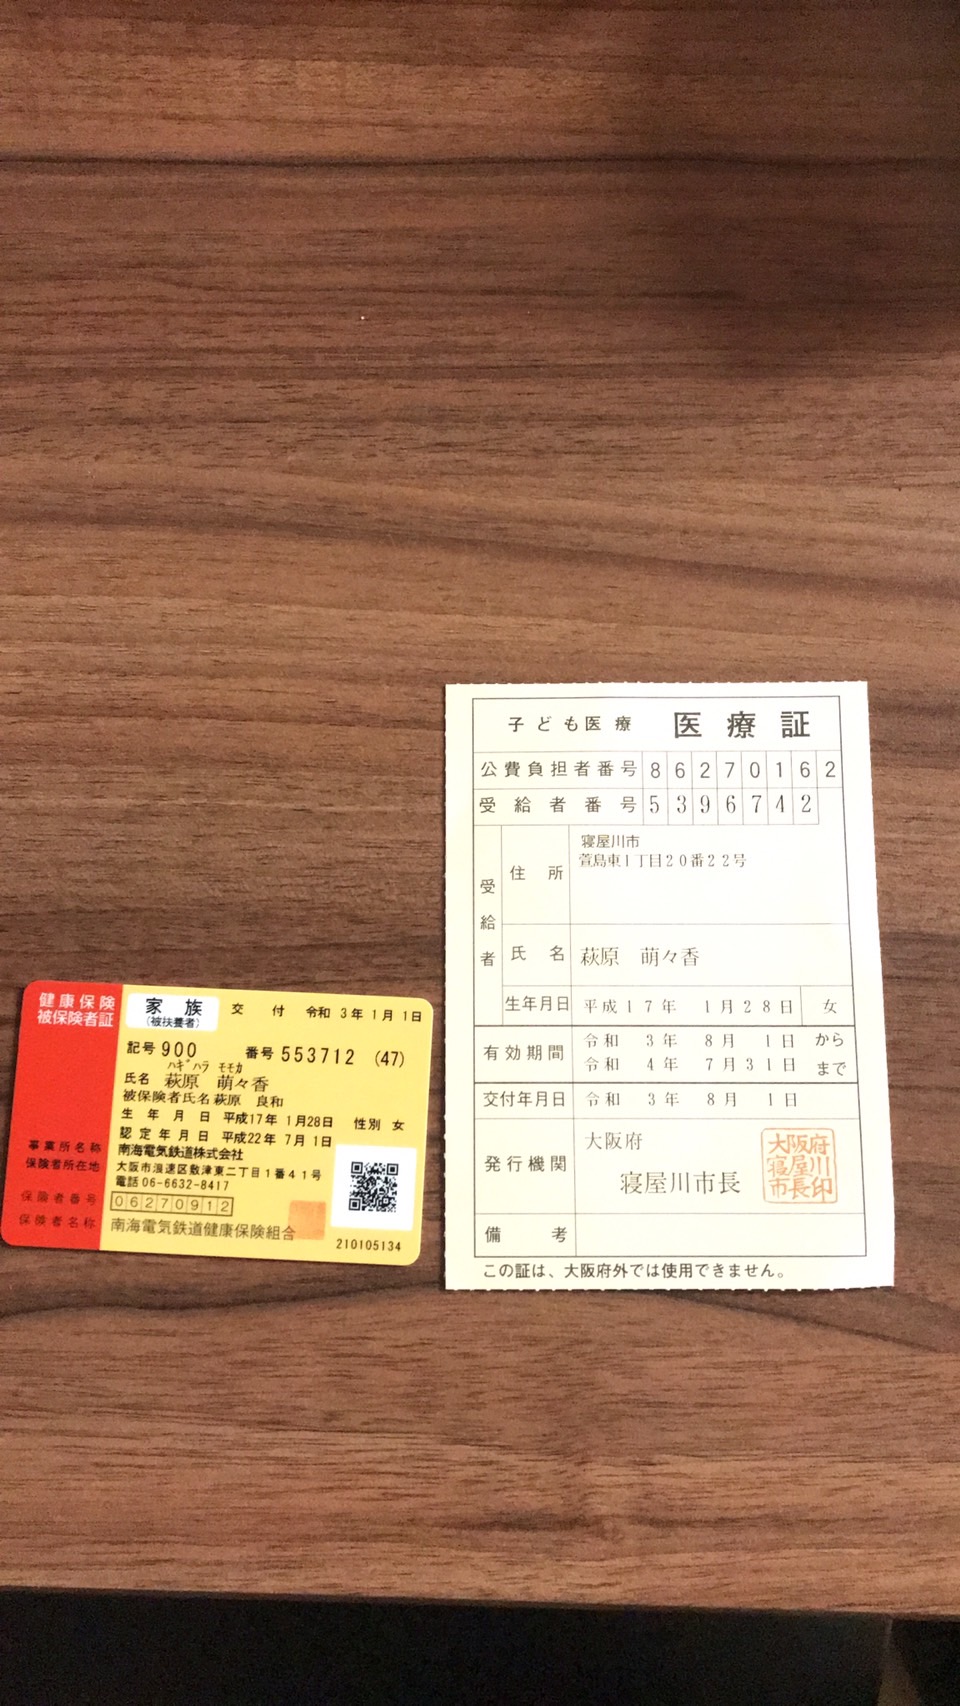 健康保険
被保険者証
家族
(被扶養者)
交 付 令和 3年 1月 1日
記号 900 番号 553712 (47)
ハギハラ モモカ
氏名 萩原 萌々香
被保険者氏名 萩原 良和
生年月日 平成17年 1月28日 性別 女
認定年月日 平成22年 7月 1日
事業所名称 南海電気鉄道株式会社
保険者所在地 大阪市浪速区敷津東二丁目1番41号
電話 06-6632-8417
保険者番号 06270912
保険者名称 南海電気鉄道健康保険組合
210105134
子ども医療 医療証
公費負担者番号 86270162
受給者番号 5396742
受給者
住所 寝屋川市
萱島東1丁目20番22号
氏名 萩原 萌々香
生年月日 平成17年 1月28日 女
有効期間 令和 3年 8月 1日 から
令和 4年 7月31日 まで
交付年月日 令和 3年 8月 1日
発行機関 大阪府
寝屋川市長
大阪府
寝屋川
市長印
備考
この証は、大阪府外では使用できません。